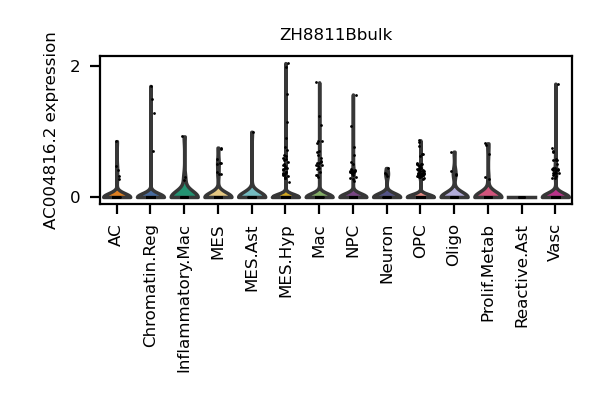 ZH8811Bbulk
AC004816.2 expression
2
0
AC
Chromatin.Reg
Inflammatory.Mac
MES
MES.Ast
MES.Hyp
Mac
NPC
Neuron
OPC
Oligo
Prolif.Metab
Reactive.Ast
Vasc